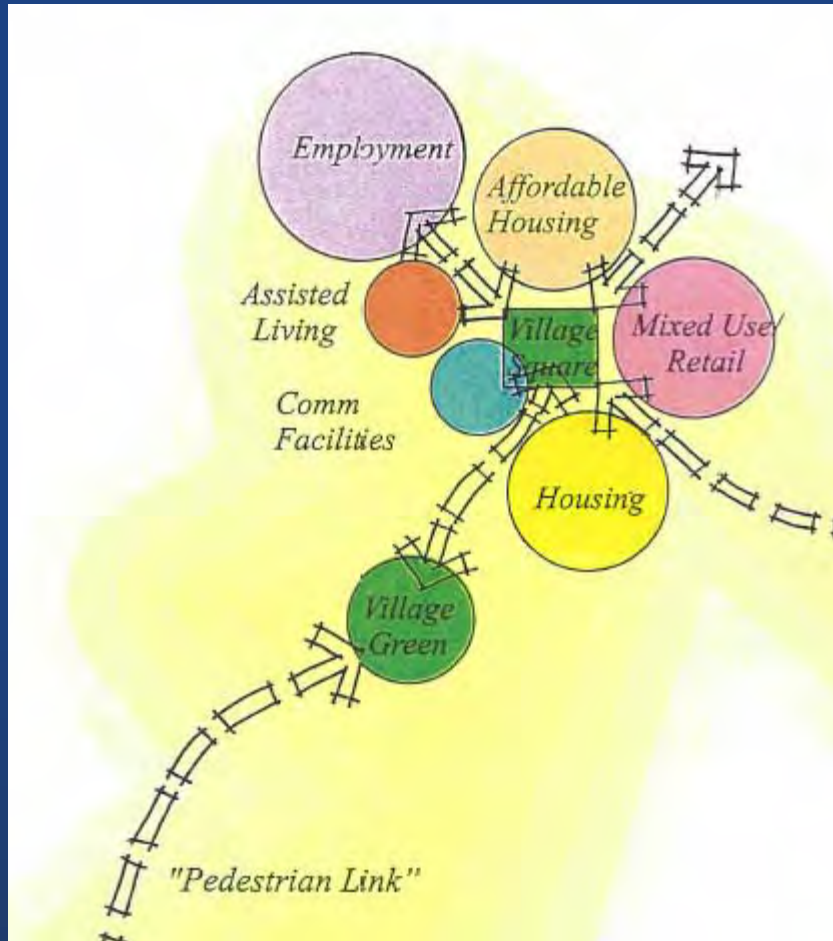 Employment
Affordable
Housing
Assisted
Living
Village
Square
Mixed Use/
Retail
Comm
Facilities
Housing
Village
Green
"Pedestrian Link"